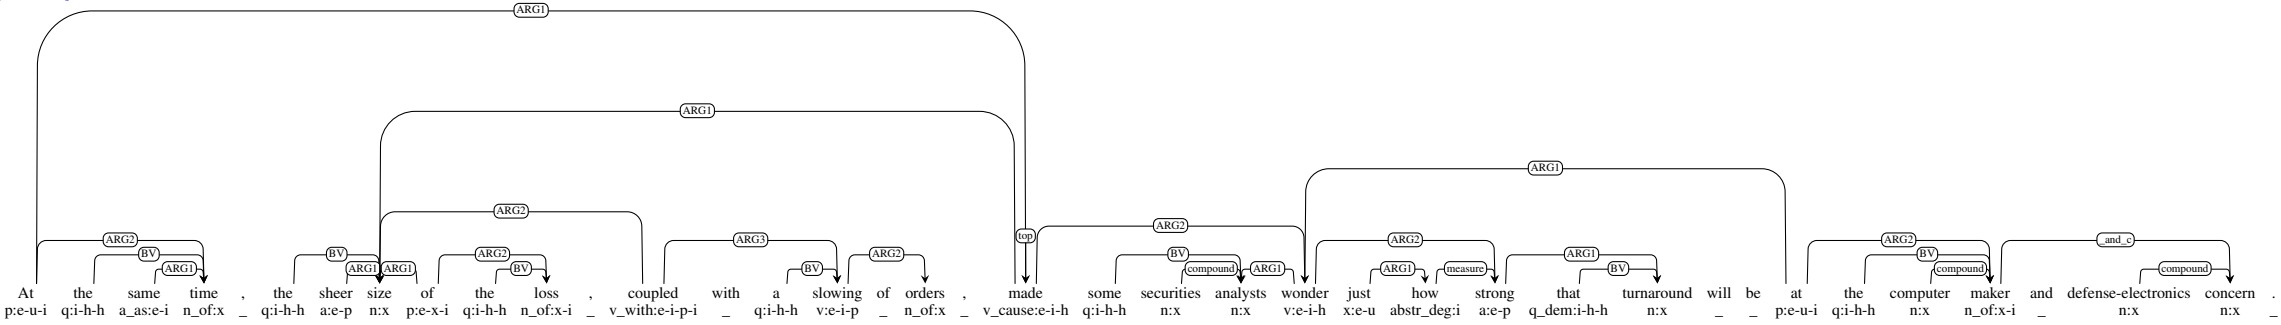 ARG1
ARG1
ARG1
ARG2
ARG2
top
ARG2 BV ARG3 ARG2 ARG2 _and_c
BV BV ARG2 ARG2 BV ARG1 BV
ARG1 ARG1 ARG1 BV BV compound ARG1 ARG1 measure BV compound compound
At the same time , the sheer size of the loss , coupled with a slowing of orders , made some securities analysts wonder just how strong that turnaround will be at the computer maker and defense-electronics concern .
p:e-u-i q:i-h-h a_as:e-i n_of:x _ q:i-h-h a:e-p n:x p:e-x-i q:i-h-h n_of:x-i _ v_with:e-i-p-i _ q:i-h-h v:e-i-p _ n_of:x _ v_cause:e-i-h q:i-h-h n:x n:x v:e-i-h x:e-u abstr_deg:i a:e-p q_dem:i-h-h n:x _ _ p:e-u-i q:i-h-h n:x n_of:x-i _ n:x n:x _